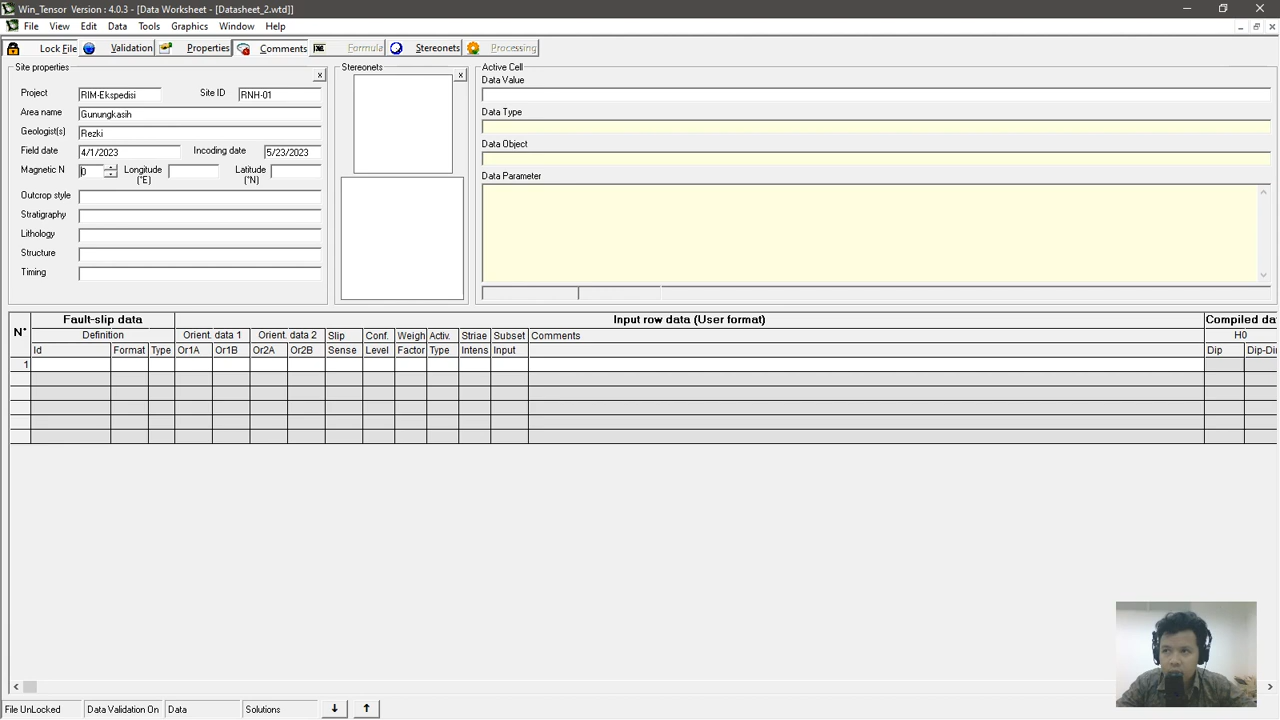 Win_Tensor Version : 4.0.3 - [Data Worksheet - [Datasheet_2.wtd]]
File View Edit Data Tools Graphics Window Help
Lock File Validation Properties Comments Formula Stereonets Processing
Site properties x Stereonets x Active Cell
Project RIM-Ekspedisi Site ID RNH-01
Area name Gunungkasih
Geologist(s) Rezki
Field date 4/1/2023 Incoding date 5/23/2023
Magnetic N 0 Longitude (°E) Latitude (°N)
Outcrop style
Stratigraphy
Lithology
Structure
Timing
Data Value
Data Type
Data Object
Data Parameter
N° Fault-slip data Input row data (User format) Compiled da
Definition Orient. data 1 Orient. data 2 Slip Conf. Weigh Activ. Striae Subset Comments H0
Id Format Type Or1A Or1B Or2A Or2B Sense Level Factor Type Intens Input Dip Dip-Di
1
File UnLocked Data Validation On Data Solutions